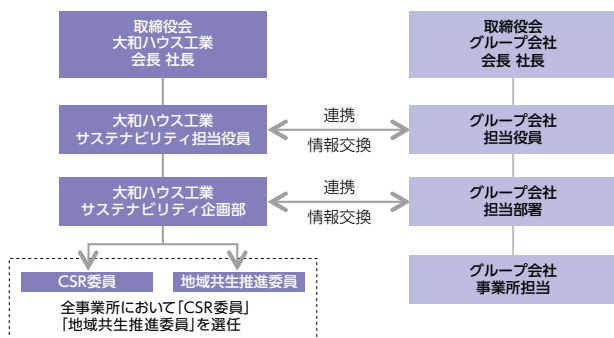 取締役会
大和ハウス工業
会長 社長
取締役会
グループ会社
会長 社長
大和ハウス工業
サステナビリティ担当役員
連携
情報交換
グループ会社
担当役員
大和ハウス工業
サステナビリティ企画部
連携
情報交換
グループ会社
担当部署
CSR委員
地域共生推進委員
全事業所において「CSR委員」
「地域共生推進委員」を選任
グループ会社
事業所担当